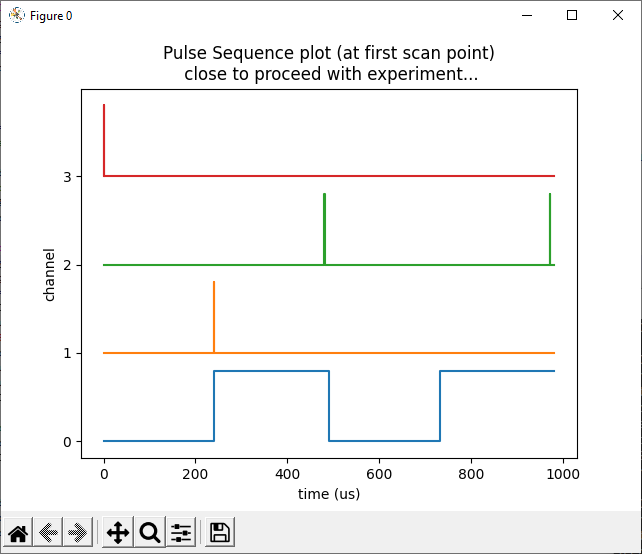 Figure 0
Pulse Sequence plot (at first scan point)
close to proceed with experiment...
channel
3
2
1
0
0 200 400 600 800 1000
time (us)